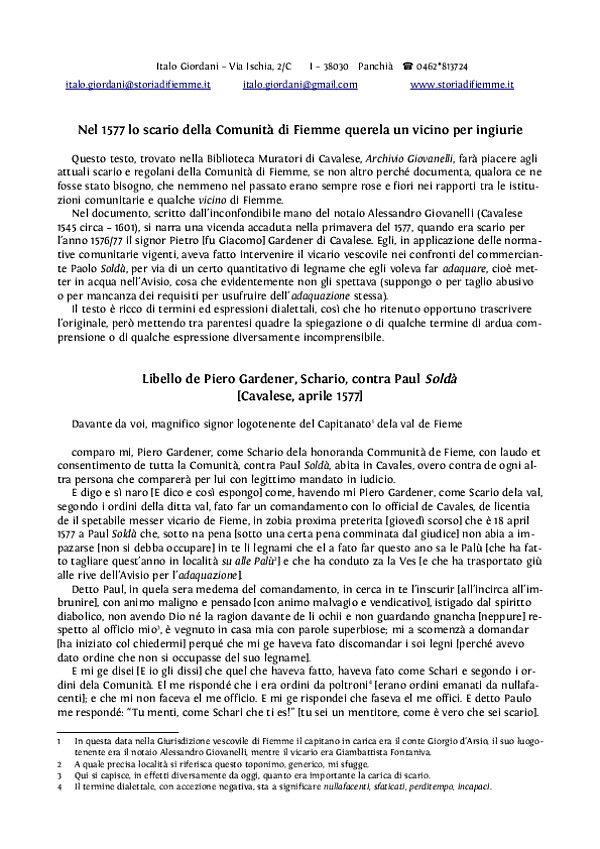 Italo Giordani – Via Ischia, 2/C I – 38030 Panchià ☎ 0462*813724
italo.giordani@storiadifiemme.it italo.giordani@gmail.com www.storiadifiemme.it
Nel 1577 lo scario della Comunità di Fiemme querela un vicino per ingiurie
Questo testo, trovato nella Biblioteca Muratori di Cavalese, Archivio Giovanelli, farà piacere agli
attuali scario e regolani della Comunità di Fiemme, se non altro perché documenta, qualora ce ne
fosse stato bisogno, che nemmeno nel passato erano sempre rose e fiori nei rapporti tra le istitu-
zioni comunitarie e qualche vicino di Fiemme.
Nel documento, scritto dall'inconfondibile mano del notaio Alessandro Giovanelli (Cavalese
1545 circa – 1601), si narra una vicenda accaduta nella primavera del 1577, quando era scario per
l'anno 1576/77 il signor Pietro [fu Giacomo] Gardener di Cavalese. Egli, in applicazione delle norma-
tive comunitarie vigenti, aveva fatto intervenire il vicario vescovile nei confronti del commercian-
te Paolo Soldà, per via di un certo quantitativo di legname che egli voleva far adaquare, cioè met-
ter in acqua nell'Avisio, cosa che evidentemente non gli spettava (suppongo o per taglio abusivo
o per mancanza dei requisiti per usufruire dell'adaquazione stessa).
Il testo è ricco di termini ed espressioni dialettali, così che ho ritenuto opportuno trascrivere
l'originale, però mettendo tra parentesi quadre la spiegazione o di qualche termine di ardua com-
prensione o di qualche espressione diversamente incomprensibile.
Libello de Piero Gardener, Schario, contra Paul Soldà
[Cavalese, aprile 1577]
Davante da voi, magnifico signor logotenente del Capitanato¹ dela val de Fieme
comparo mi, Piero Gardener, come Schario dela honoranda Communità de Fieme, con laudo et
consentimento de tutta la Comunità, contra Paul Soldà, abita in Cavales, overo contra de ogni al-
tra persona che comparerà per lui con legittimo mandato in iudicio.
E digo e sì naro [E dico e così espongo] come, havendo mi Piero Gardener, come Scario dela val,
segondo i ordini della ditta val, fato far un comandamento con lo official de Cavales, de licentia
de il spetabile messer vicario de Fieme, in zobia proxima preterita [giovedì scorso] che è 18 april
1577 a Paul Soldà che, sotto na pena [sotto una certa pena comminata dal giudice] non abia a im-
pazarse [non si debba occupare] in te li legnami che el a fato far questo ano sa le Palù [che ha fat-
to tagliare quest'anno in località su alle Palù²] e che ha conduto za la Ves [e che ha trasportato giù
alle rive dell'Avisio per l'adaquazione].
Detto Paul, in quela sera medema del comandamento, in cerca in te l'inscurir [all'incirca all'im-
brunire], con animo maligno e pensado [con animo malvagio e vendicativo], istigado dal spiritto
diabolico, non avendo Dio né la ragion davante de li ochii e non guardando gnancha [neppure] re-
spetto al officio mio³, è vegnuto in casa mia con parole superbiose; mi a scomenzà a domandar
[ha iniziato col chiedermi] perqué che mi ge haveva fato discomandar i soi legni [perché avevo
dato ordine che non si occupasse del suo legname].
E mi ge disei [E io gli dissi] che quel che haveva fatto, haveva fato come Schari e segondo i or-
dini dela Comunità. El me rispondé che i era ordini da poltroni⁴ [erano ordini emanati da nullafa-
centi]; e che mi non faceva el me officio. E mi ge rispondei che faseva el me offici. E detto Paulo
me respondé: "Tu menti, come Schari che ti es!" [tu sei un mentitore, come è vero che sei scario].
1 In questa data nella Giurisdizione vescovile di Fiemme il capitano in carica era il conte Giorgio d'Arsio, il suo luogo-
tenente era il notaio Alessandro Giovanelli, mentre il vicario era Giambattista Fontaniva.
2 A quale precisa località si riferisca questo toponimo, generico, mi sfugge.
3 Qui si capisce, in effetti diversamente da oggi, quanto era importante la carica di scario.
4 Il termine dialettale, con accezione negativa, sta a significare nullafacenti, sfaticati, perditempo, incapaci.